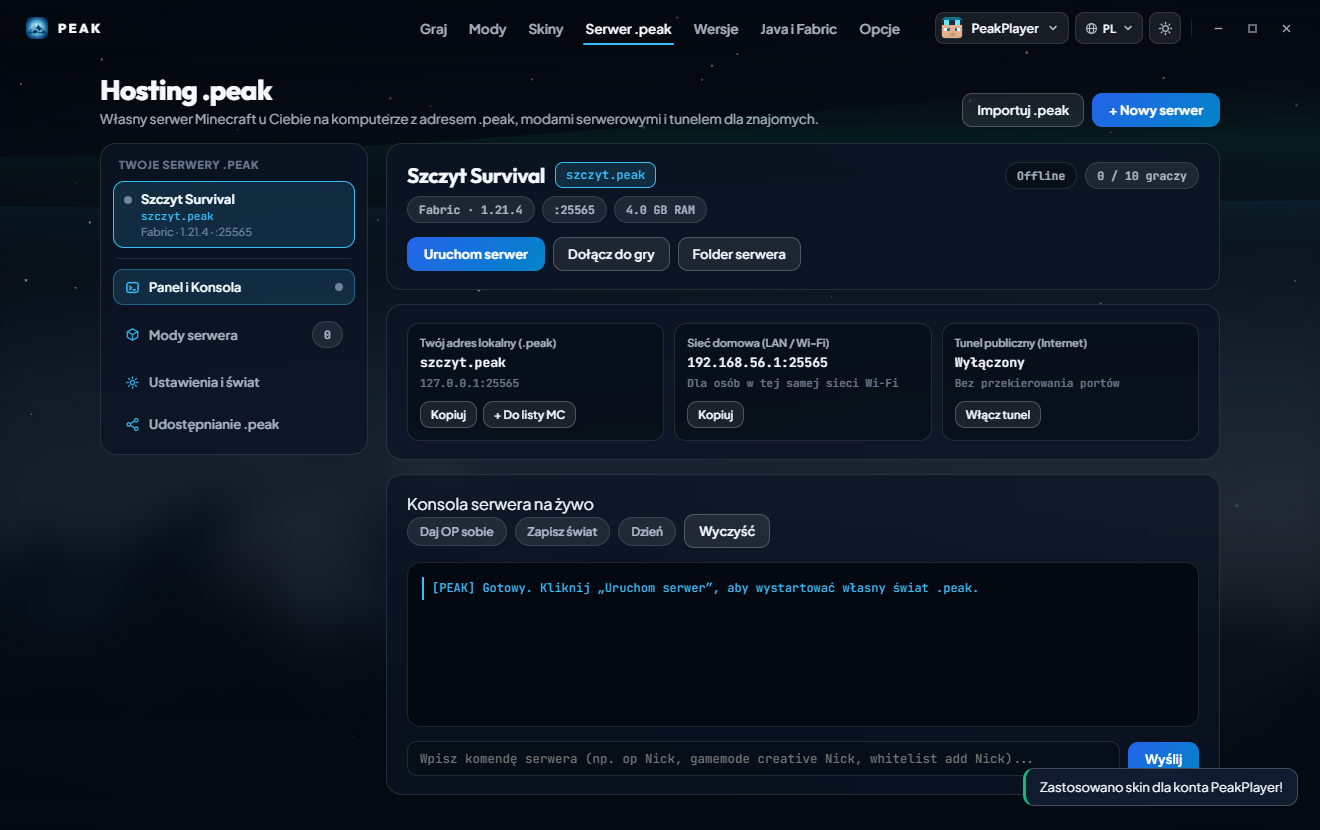 PEAK
Graj Mody Skiny Serwer .peak Wersje Java i Fabric Opcje
PeakPlayer PL
Hosting .peak
Własny serwer Minecraft u Ciebie na komputerze z adresem .peak, modami serwerowymi i tunelem dla znajomych.
Importuj .peak + Nowy serwer
TWOJE SERWERY .PEAK
Szczyt Survival
szczyt.peak
Fabric · 1.21.4 · :25565
Panel i Konsola
Mody serwera 0
Ustawienia i świat
Udostępnianie .peak
Szczyt Survival szczyt.peak Offline 0 / 10 graczy
Fabric · 1.21.4 :25565 4.0 GB RAM
Uruchom serwer Dołącz do gry Folder serwera
Twój adres lokalny (.peak)
szczyt.peak
127.0.0.1:25565
Kopiuj + Do listy MC
Sieć domowa (LAN / Wi-Fi)
192.168.56.1:25565
Dla osób w tej samej sieci Wi-Fi
Kopiuj
Tunel publiczny (Internet)
Wyłączony
Bez przekierowania portów
Włącz tunel
Konsola serwera na żywo
Daj OP sobie Zapisz świat Dzień Wyczyść
[PEAK] Gotowy. Kliknij „Uruchom serwer”, aby wystartować własny świat .peak.
Wpisz komendę serwera (np. op Nick, gamemode creative Nick, whitelist add Nick)...
Wyślij
Zastosowano skin dla konta PeakPlayer!